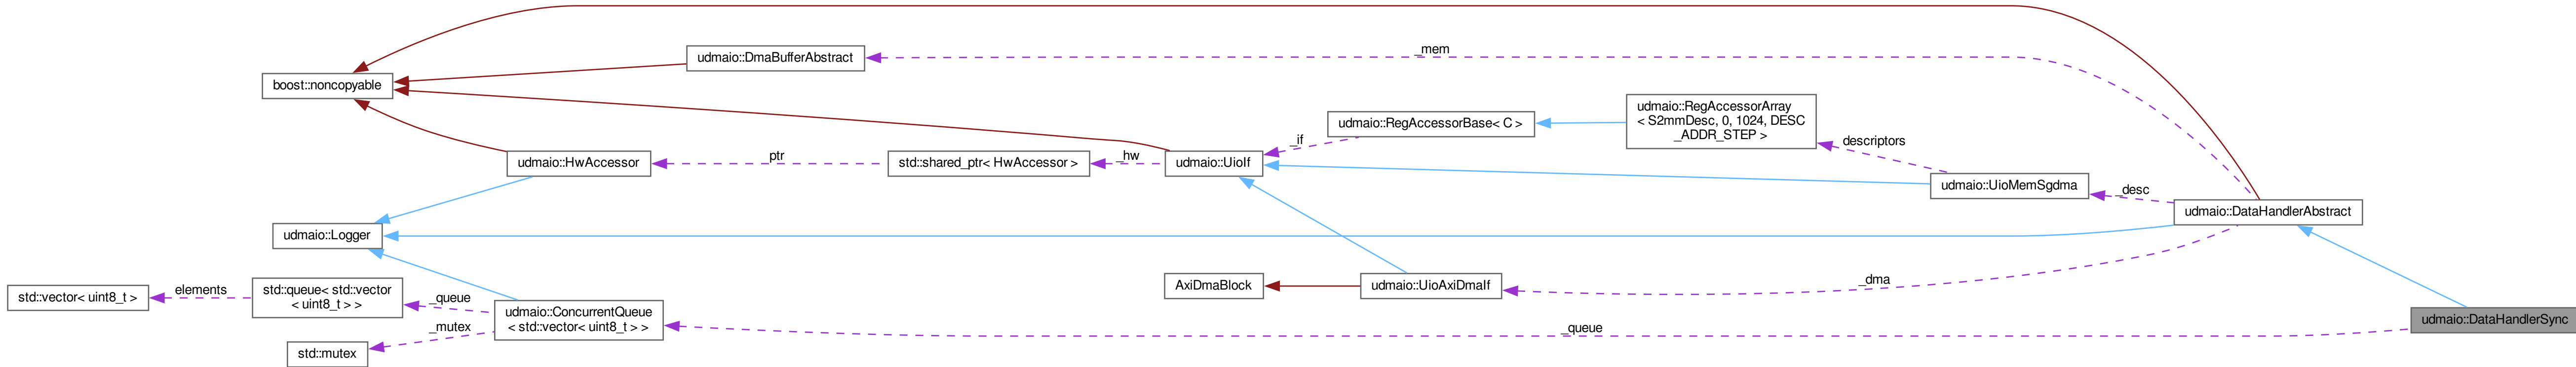 _mem
udmaio::DmaBufferAbstract
boost::noncopyable
udmaio::RegAccessorArray
< S2mmDesc, 0, 1024, DESC
_ADDR_STEP >
udmaio::RegAccessorBase< C >
_if
descriptors
ptr
_hw
udmaio::HwAccessor
std::shared_ptr< HwAccessor >
udmaio::UioIf
udmaio::UioMemSgdma
_desc
udmaio::DataHandlerAbstract
udmaio::Logger
AxiDmaBlock
udmaio::UioAxiDmaIf
_dma
elements
std::vector< uint8_t >
std::queue< std::vector
< uint8_t > >
_queue
udmaio::ConcurrentQueue
< std::vector< uint8_t > >
_mutex
_queue
udmaio::DataHandlerSync
std::mutex